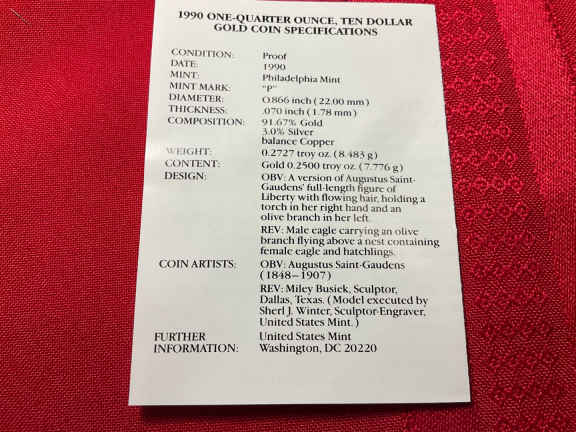 1990 ONE-QUARTER OUNCE, TEN DOLLAR
GOLD COIN SPECIFICATIONS
CONDITION: Proof
DATE: 1990
MINT: Philadelphia Mint
MINT MARK: "P"
DIAMETER: 0.866 inch (22.00 mm)
THICKNESS: .070 inch (1.78 mm)
COMPOSITION: 91.67% Gold
3.0% Silver
balance Copper
WEIGHT: 0.2727 troy oz. (8.483 g)
CONTENT: Gold 0.2500 troy oz. (7.776 g)
DESIGN: OBV: A version of Augustus Saint-
Gaudens' full-length figure of
Liberty with flowing hair, holding a
torch in her right hand and an
olive branch in her left.
REV: Male eagle carrying an olive
branch flying above a nest containing
female eagle and hatchlings.
COIN ARTISTS: OBV: Augustus Saint-Gaudens
(1848–1907)
REV: Miley Busiek, Sculptor,
Dallas, Texas. (Model executed by
Sherl J. Winter, Sculptor-Engraver,
United States Mint.)
FURTHER United States Mint
INFORMATION: Washington, DC 20220